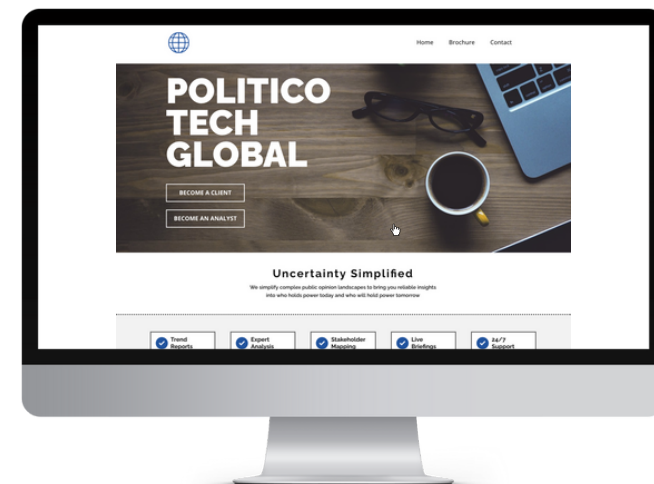 Home Brochure Contact
POLITICO
TECH
GLOBAL
BECOME A CLIENT
BECOME AN ANALYST
Uncertainty Simplified
We simplify complex public opinion landscapes to bring you reliable insights
into who holds power today and who will hold power tomorrow
Trend
Reports
Expert
Analysis
Stakeholder
Mapping
Live
Briefings
24/7
Support